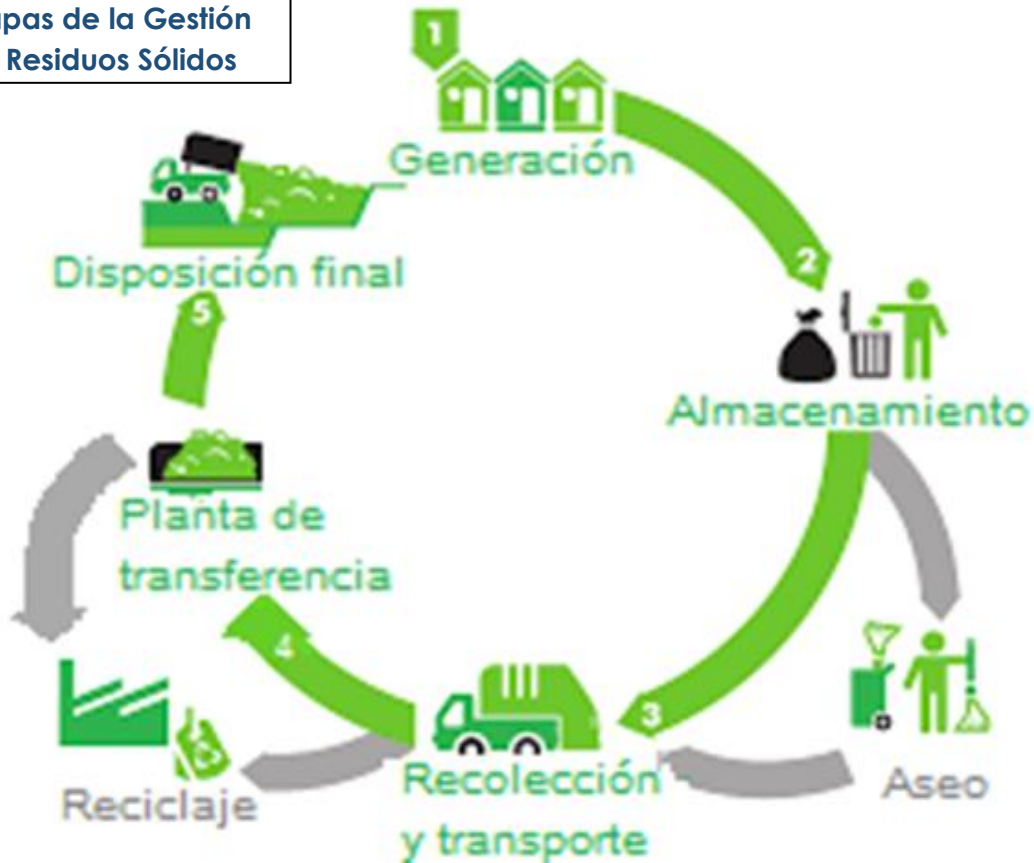 apas de la Gestión
Residuos Sólidos
1
Generación
2
Almacenamiento
Aseo
3
Recolección
y transporte
Reciclaje
4
Planta de
transferencia
5
Disposición final